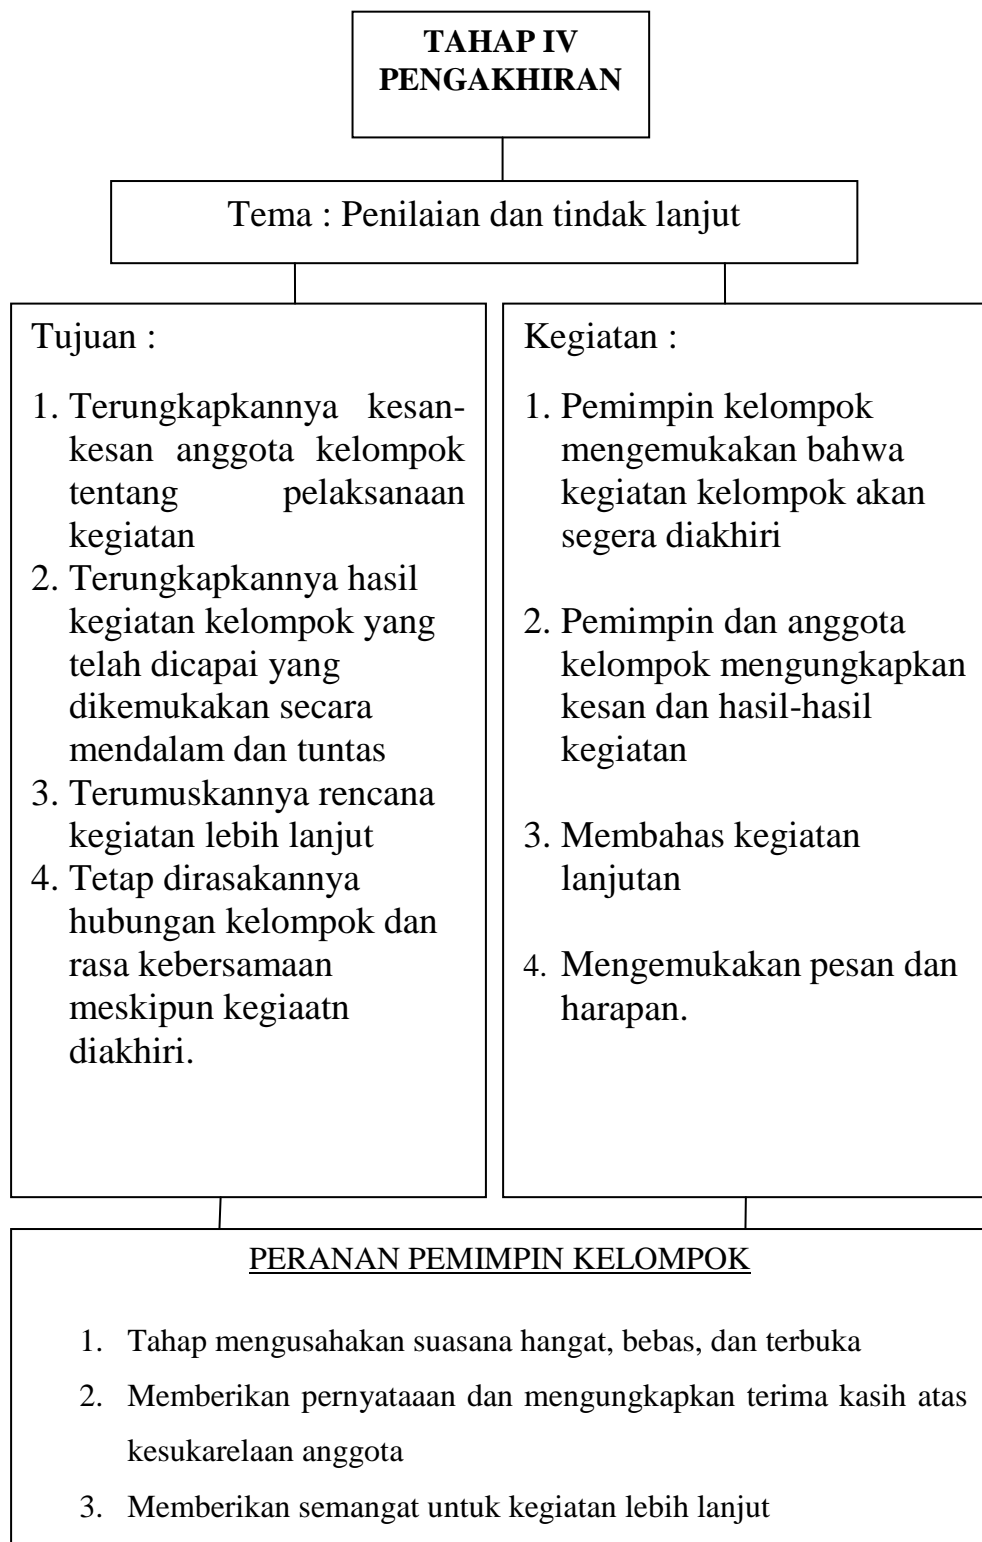 TAHAP IV
PENGAKHIRAN
Tema : Penilaian dan tindak lanjut
Tujuan :
1. Terungkapkannya kesan-
kesan anggota kelompok
tentang pelaksanaan
kegiatan
2. Terungkapkannya hasil
kegiatan kelompok yang
telah dicapai yang
dikemukakan secara
mendalam dan tuntas
3. Terumuskannya rencana
kegiatan lebih lanjut
4. Tetap dirasakannya
hubungan kelompok dan
rasa kebersamaan
meskipun kegiaatn
diakhiri.
Kegiatan :
1. Pemimpin kelompok
mengemukakan bahwa
kegiatan kelompok akan
segera diakhiri
2. Pemimpin dan anggota
kelompok mengungkapkan
kesan dan hasil-hasil
kegiatan
3. Membahas kegiatan
lanjutan
4. Mengemukakan pesan dan
harapan.
PERANAN PEMIMPIN KELOMPOK
1. Tahap mengusahakan suasana hangat, bebas, dan terbuka
2. Memberikan pernyataaan dan mengungkapkan terima kasih atas
kesukarelaan anggota
3. Memberikan semangat untuk kegiatan lebih lanjut